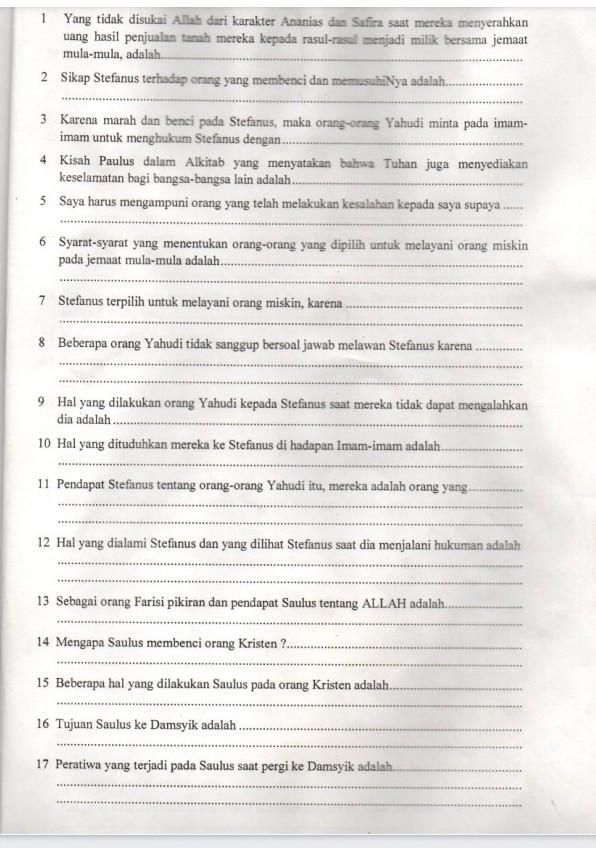 1 Yang tidak disukai Allah dari karakter Ananias dan Safira saat mereka menyerahkan
uang hasil penjualan tanah mereka kepada rasul-rasul menjadi milik bersama jemaat
mula-mula, adalah..............................
2 Sikap Stefanus terhadap orang yang membenci dan memusuhiNya adalah....................
..............................
3 Karena marah dan benci pada Stefanus, maka orang-orang Yahudi minta pada imam-
imam untuk menghukum Stefanus dengan..............................
4 Kisah Paulus dalam Alkitab yang menyatakan bahwa Tuhan juga menyediakan
keselamatan bagi bangsa-bangsa lain adalah..............................
5 Saya harus mengampuni orang yang telah melakukan kesalahan kepada saya supaya ......
..............................
6 Syarat-syarat yang menentukan orang-orang yang dipilih untuk melayani orang miskin
pada jemaat mula-mula adalah..............................
..............................
7 Stefanus terpilih untuk melayani orang miskin, karena ..............................
..............................
8 Beberapa orang Yahudi tidak sanggup bersoal jawab melawan Stefanus karena ............
..............................
..............................
9 Hal yang dilakukan orang Yahudi kepada Stefanus saat mereka tidak dapat mengalahkan
dia adalah..............................
10 Hal yang dituduhkan mereka ke Stefanus di hadapan Imam-imam adalah....................
..............................
11 Pendapat Stefanus tentang orang-orang Yahudi itu, mereka adalah orang yang..............
..............................
..............................
12 Hal yang dialami Stefanus dan yang dilihat Stefanus saat dia menjalani hukuman adalah
..............................
..............................
13 Sebagai orang Farisi pikiran dan pendapat Saulus tentang ALLAH adalah....................
..............................
14 Mengapa Saulus membenci orang Kristen ?..............................
..............................
15 Beberapa hal yang dilakukan Saulus pada orang Kristen adalah..............................
..............................
16 Tujuan Saulus ke Damsyik adalah ..............................
..............................
17 Peratiwa yang terjadi pada Saulus saat pergi ke Damsyik adalah..............................
..............................
..............................